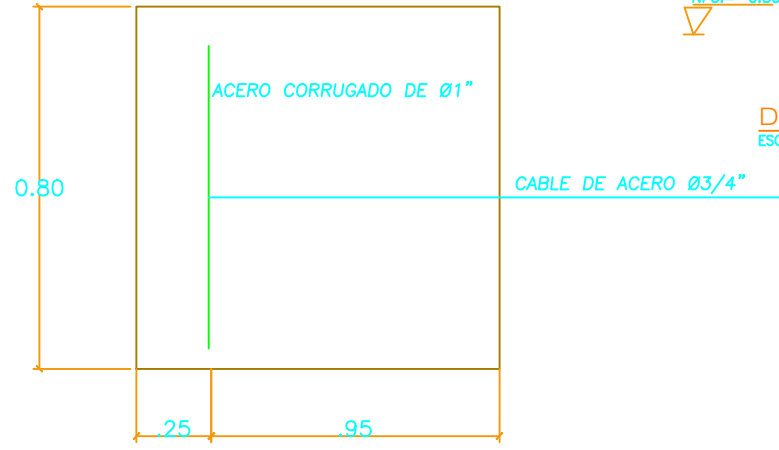 ACERO CORRUGADO DE Ø1”
0.80
CABLE DE ACERO Ø3/4”
.25
.95